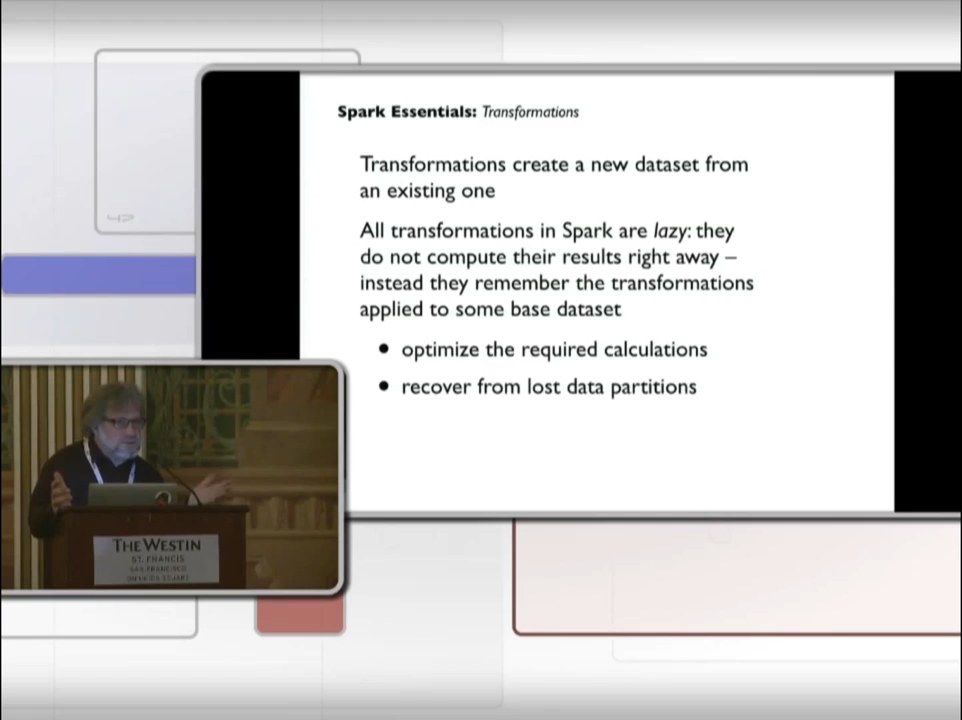 Spark Essentials: Transformations
Transformations create a new dataset from
an existing one
All transformations in Spark are lazy: they
do not compute their results right away –
instead they remember the transformations
applied to some base dataset
• optimize the required calculations
• recover from lost data partitions
THE WESTIN
ST. FRANCIS
SAN FRANCISCO